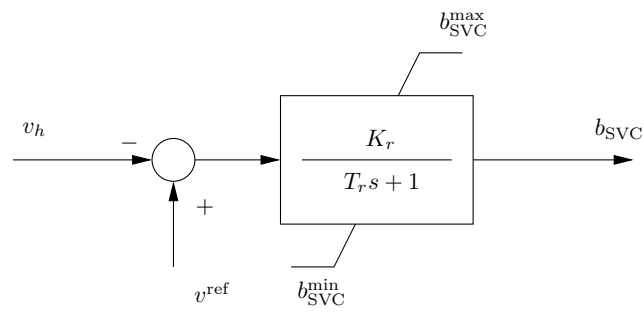 b_SVC^max
v_h
−
K_r
T_r s + 1
b_SVC
+
v^ref
b_SVC^min